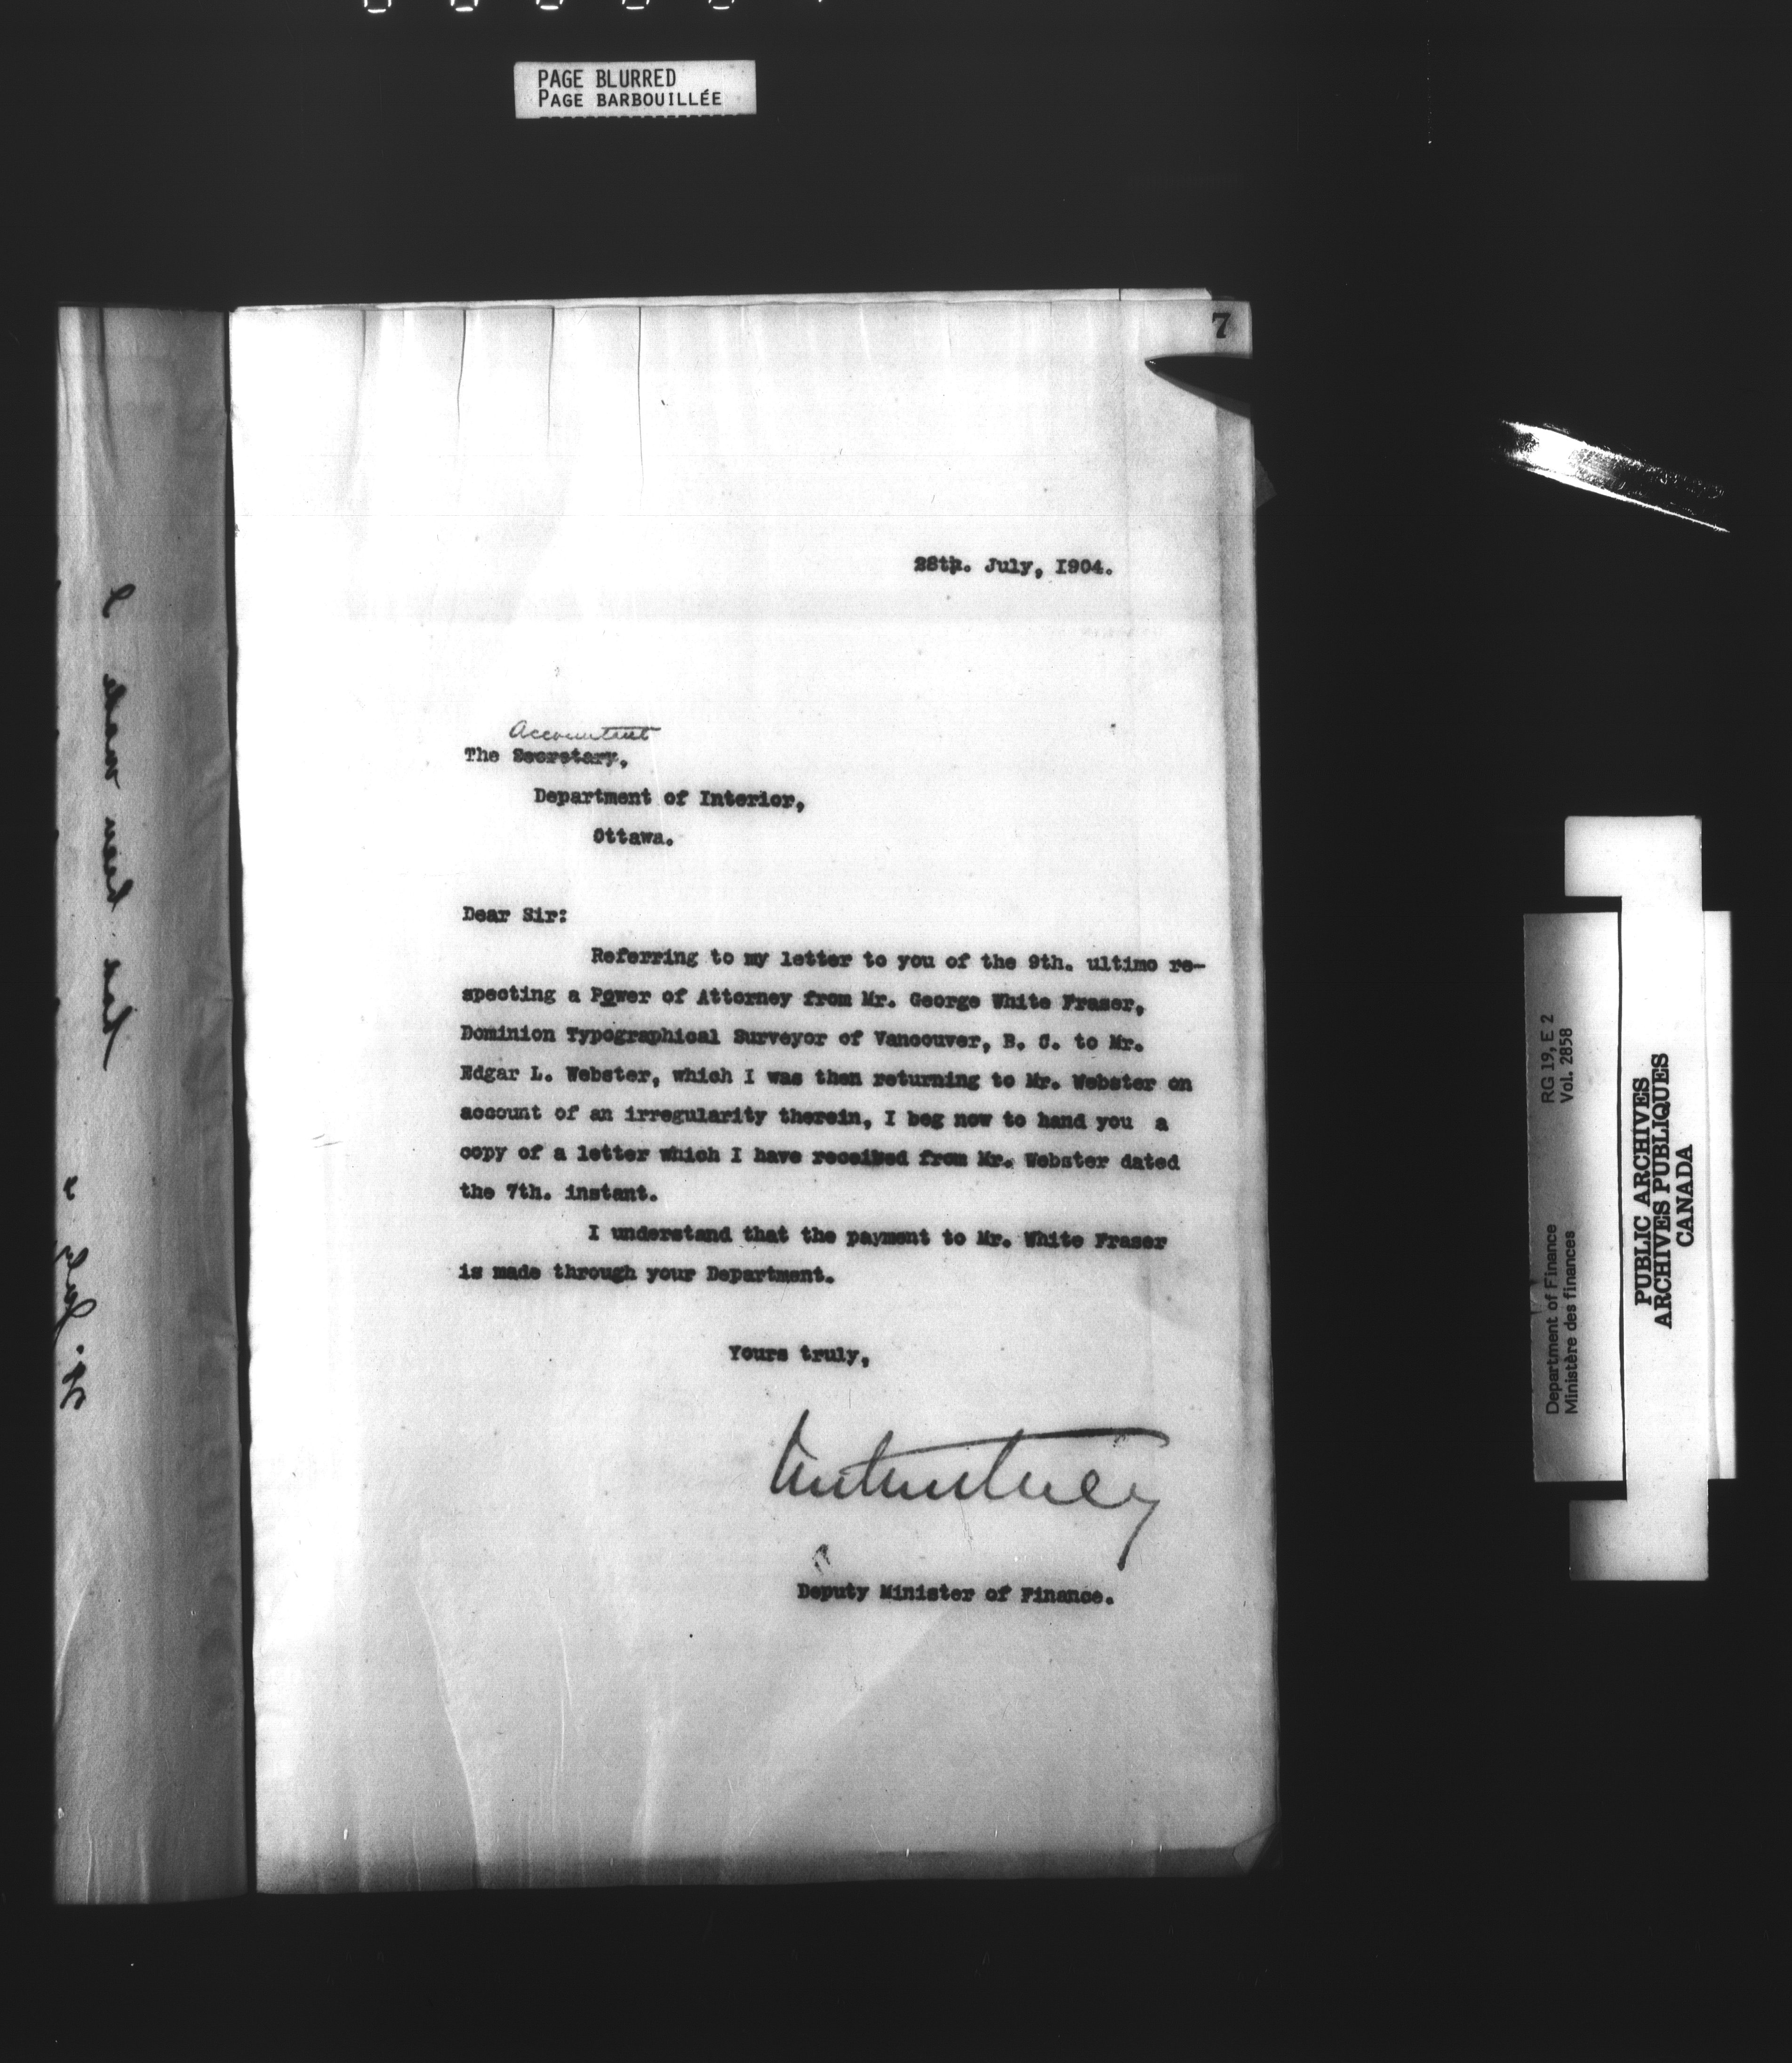 PAGE BLURRED
PAGE BARBOUILLÉE
7
28th. July, I904.
Accountant
The Secretary,
Department of Interior,
Ottawa.
Dear Sir:
Referring to my letter to you of the 9th. ultimo re-
specting a Power of Attorney from Mr. George White Fraser,
Dominion Typographical Surveyor of Vancouver, B. C. to Mr.
Edgar L. Webster, which I was then returning to Mr. Webster on
account of an irregularity therein, I beg now to hand you a
copy of a letter which I have received from Mr. Webster dated
the 7th. instant.
I understand that the payment to Mr. White Fraser
is made through your Department.
Yours truly,
Deputy Minister of Finance.
Department of Finance RG 19, E 2
Ministère des finances Vol. 2858
PUBLIC ARCHIVES
ARCHIVES PUBLIQUES
CANADA